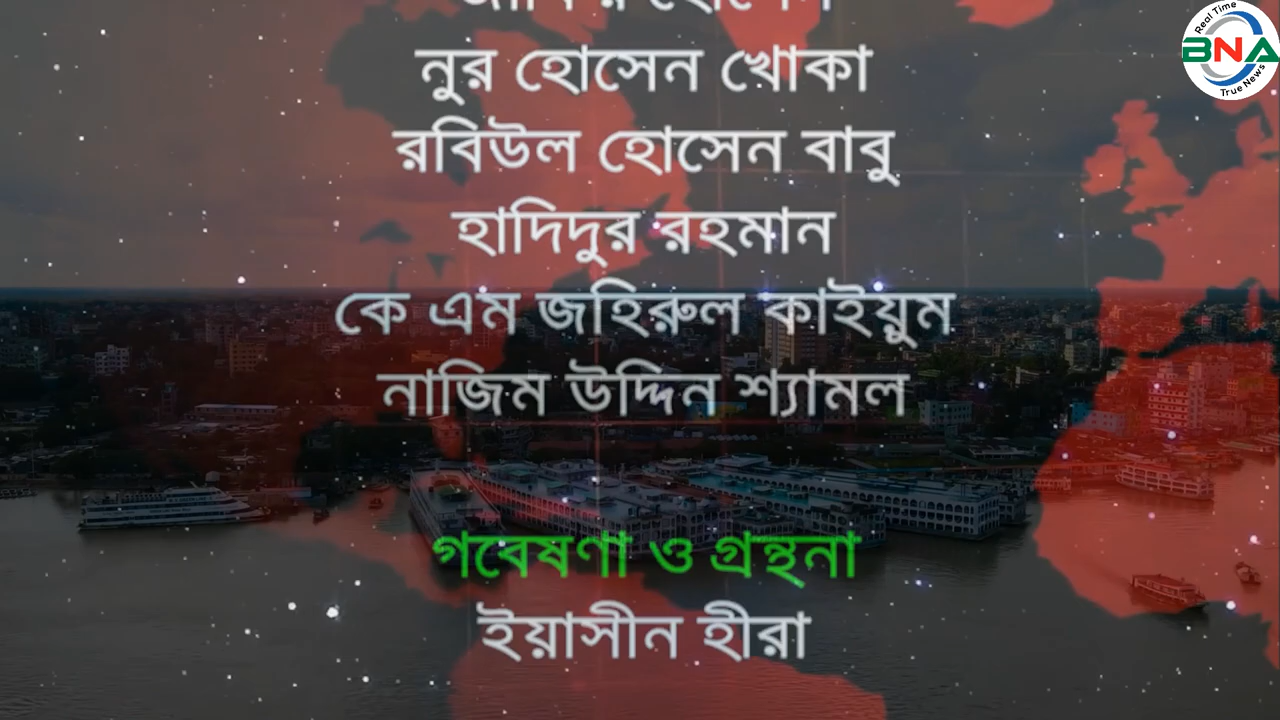 নুর হোসেন খোকা
রবিউল হোসেন বাবু
হাদিদুর রহমান
কে এম জহিরুল কাইয়ুম
নাজিম উদ্দিন শ্যামল
গবেষণা ও গ্রন্থনা
ইয়াসীন হীরা
Real Time
BNA
True News